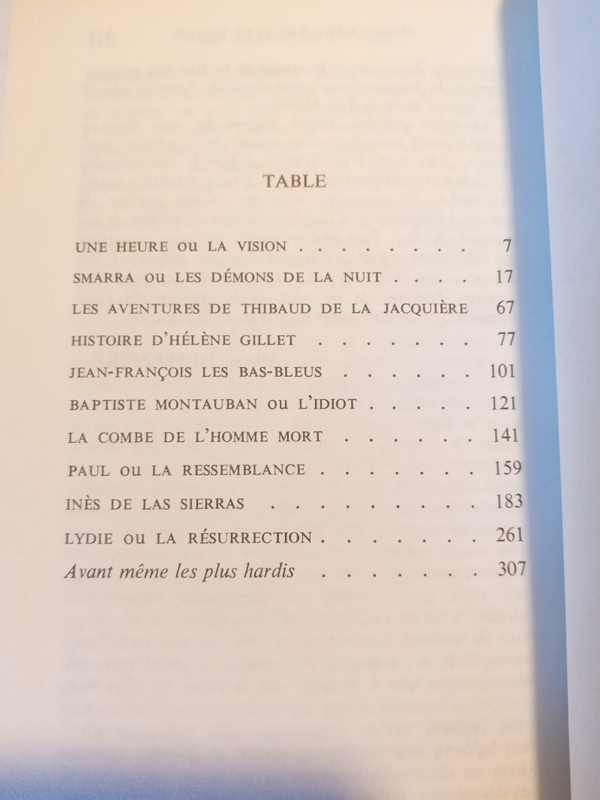 TABLE
UNE HEURE ou LA VISION . . . . . . . . 7
SMARRA ou LES DÉMONS DE LA NUIT . . . . 17
LES AVENTURES DE THIBAUD DE LA JACQUIÈRE 67
HISTOIRE D'HÉLÈNE GILLET . . . . . . . 77
JEAN-FRANÇOIS LES BAS-BLEUS . . . . . . 101
BAPTISTE MONTAUBAN ou L'IDIOT . . . . . 121
LA COMBE DE L'HOMME MORT . . . . . . 141
PAUL ou LA RESSEMBLANCE . . . . . . . 159
INÈS DE LAS SIERRAS . . . . . . . . . 183
LYDIE ou LA RÉSURRECTION . . . . . . . 261
Avant même les plus hardis . . . . . . . 307